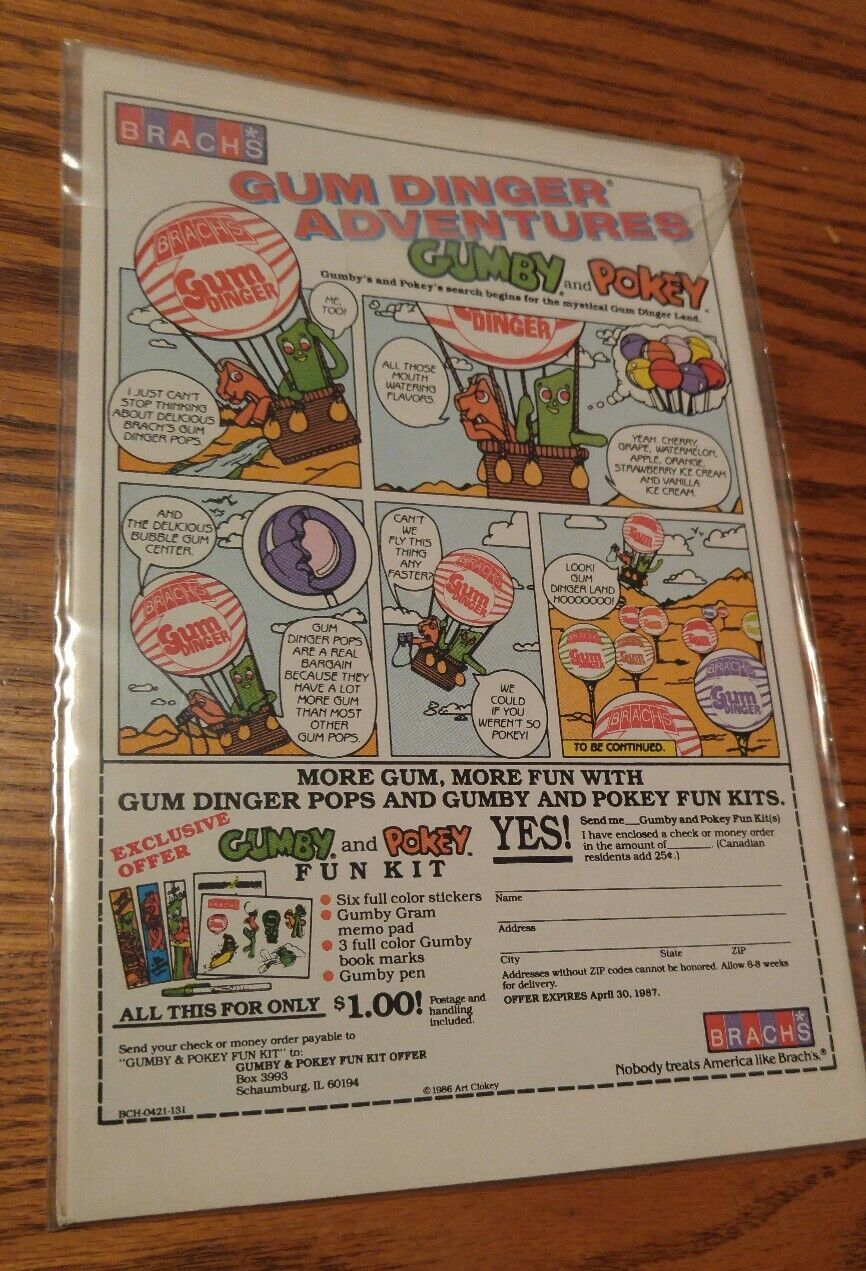 BRACH'S
GUM DINGER®
ADVENTURES
GUMBY® and POKEY™
Gumby's and Pokey's search begins for the mystical Gum Dinger Land.
BRACH'S
Gum
DINGER
ME,
TOO!
I JUST CAN'T
STOP THINKING
ABOUT DELICIOUS
BRACH'S GUM
DINGER POPS.
DINGER
ALL THOSE
MOUTH
WATERING
FLAVORS.
YEAH. CHERRY,
GRAPE, WATERMELON,
APPLE, ORANGE,
STRAWBERRY ICE CREAM
AND VANILLA
ICE CREAM.
AND
THE DELICIOUS
BUBBLE GUM
CENTER.
BRACH'S
Gum
DINGER
GUM
DINGER POPS
ARE A REAL
BARGAIN
BECAUSE THEY
HAVE A LOT
MORE GUM
THAN MOST
OTHER
GUM POPS.
CAN'T
WE
FLY THIS
THING
ANY
FASTER?
BRACH'S
Gum
DINGER
WE
COULD
IF YOU
WEREN'T SO
POKEY!
Gum
LOOK!
GUM
DINGER LAND
HOOOOOOO!
Gum
DINGER
BRACH'S
Gum
DINGER
BRACH'S
TO BE CONTINUED.
MORE GUM, MORE FUN WITH
GUM DINGER POPS AND GUMBY AND POKEY FUN KITS.
EXCLUSIVE
OFFER
GUMBY® and POKEY™
FUN KIT
• Six full color stickers
• Gumby Gram
memo pad
• 3 full color Gumby
book marks
• Gumby pen
ALL THIS FOR ONLY $1.00! Postage and
handling
included.
Send your check or money order payable to
"GUMBY & POKEY FUN KIT" to:
GUMBY & POKEY FUN KIT OFFER
Box 3993
Schaumburg, IL 60194
BCH-0421-131
© 1986 Art Clokey
YES! Send me__Gumby and Pokey Fun Kit(s)
I have enclosed a check or money order
in the amount of______. (Canadian
residents add 25¢.)
Name
Address
City State ZIP
Addresses without ZIP codes cannot be honored. Allow 6-8 weeks
for delivery.
OFFER EXPIRES April 30, 1987.
BRACH'S
Nobody treats America like Brach's.®